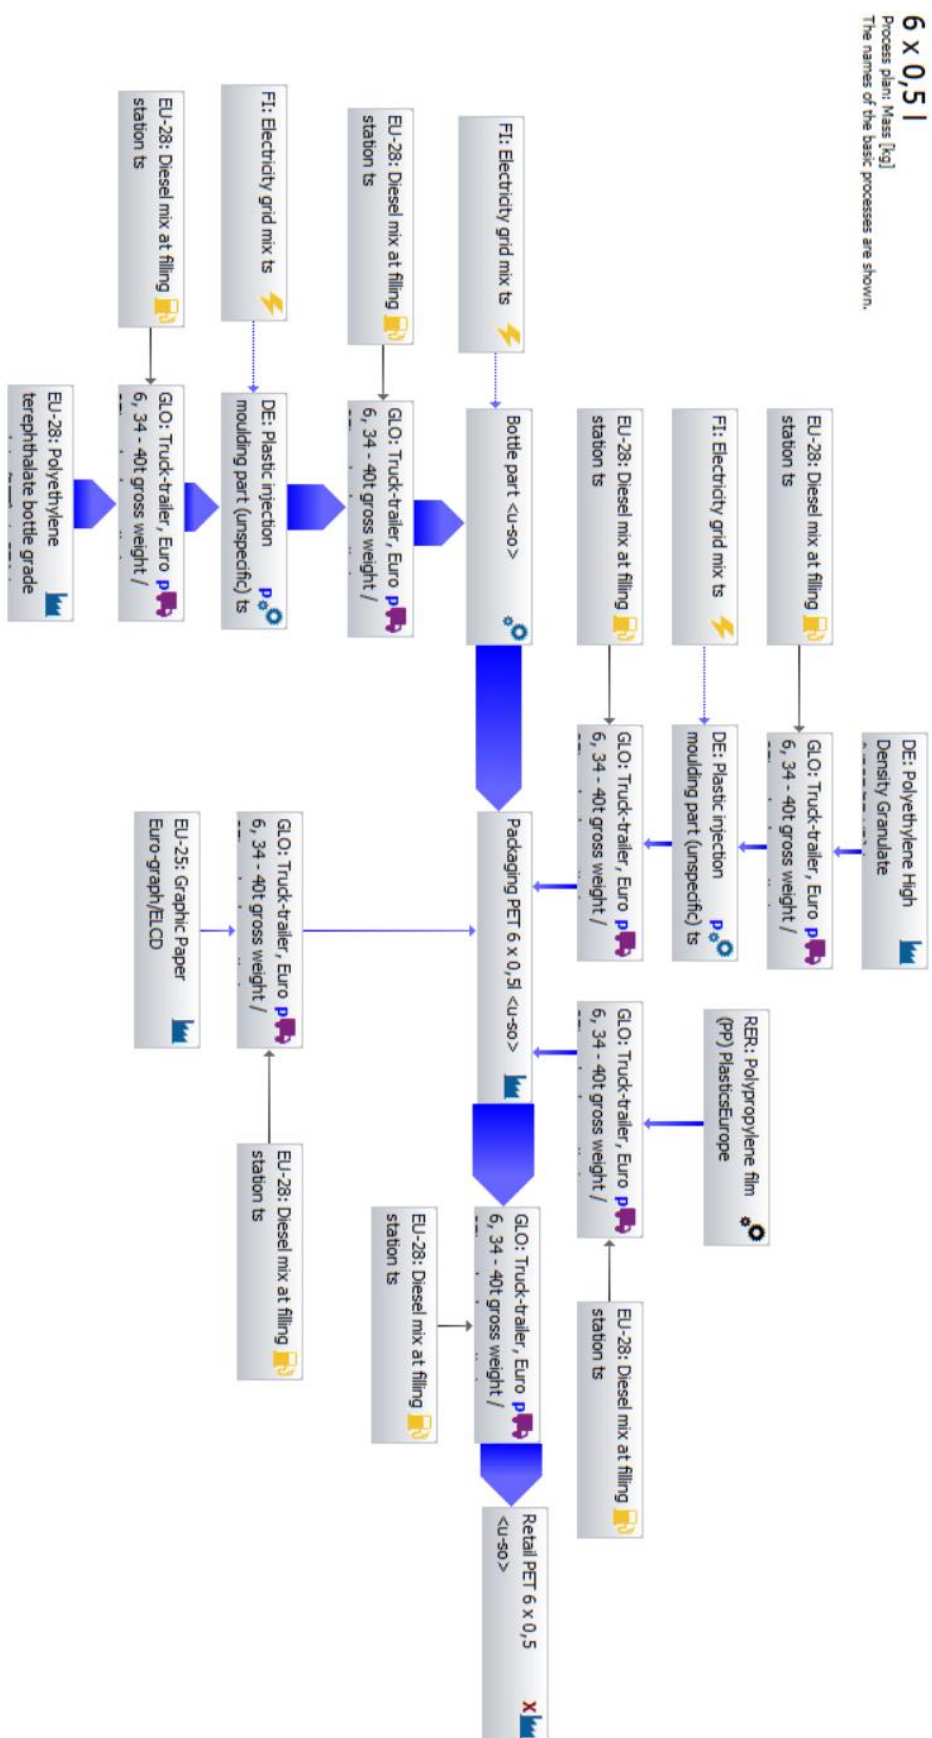 6 x 0,5 l
Process plan: Mass [kg]
The names of the basic processes are shown.
DE: Polyethylene High
Density Granulate
EU-28: Diesel mix at filling
station ts
GLO: Truck-trailer, Euro p
6, 34 - 40t gross weight /
RER: Polypropylene film
(PP) PlasticsEurope
FI: Electricity grid mix ts
DE: Plastic injection p
moulding part (unspecific) ts
EU-28: Diesel mix at filling
station ts
GLO: Truck-trailer, Euro p
6, 34 - 40t gross weight /
GLO: Truck-trailer, Euro p
6, 34 - 40t gross weight /
EU-28: Diesel mix at filling
station ts
FI: Electricity grid mix ts
Bottle part <u-so>
Packaging PET 6 x 0,5l <u-so>
GLO: Truck-trailer, Euro p
6, 34 - 40t gross weight /
Retail PET 6 x 0,5 X
<u-so>
EU-28: Diesel mix at filling
station ts
GLO: Truck-trailer, Euro p
6, 34 - 40t gross weight /
EU-28: Diesel mix at filling
station ts
FI: Electricity grid mix ts
DE: Plastic injection p
moulding part (unspecific) ts
GLO: Truck-trailer, Euro p
6, 34 - 40t gross weight /
EU-28: Diesel mix at filling
station ts
EU-28: Diesel mix at filling
station ts
GLO: Truck-trailer, Euro p
6, 34 - 40t gross weight /
EU-25: Graphic Paper
Euro-graph/ELCD
EU-28: Polyethylene
terephthalate bottle grade